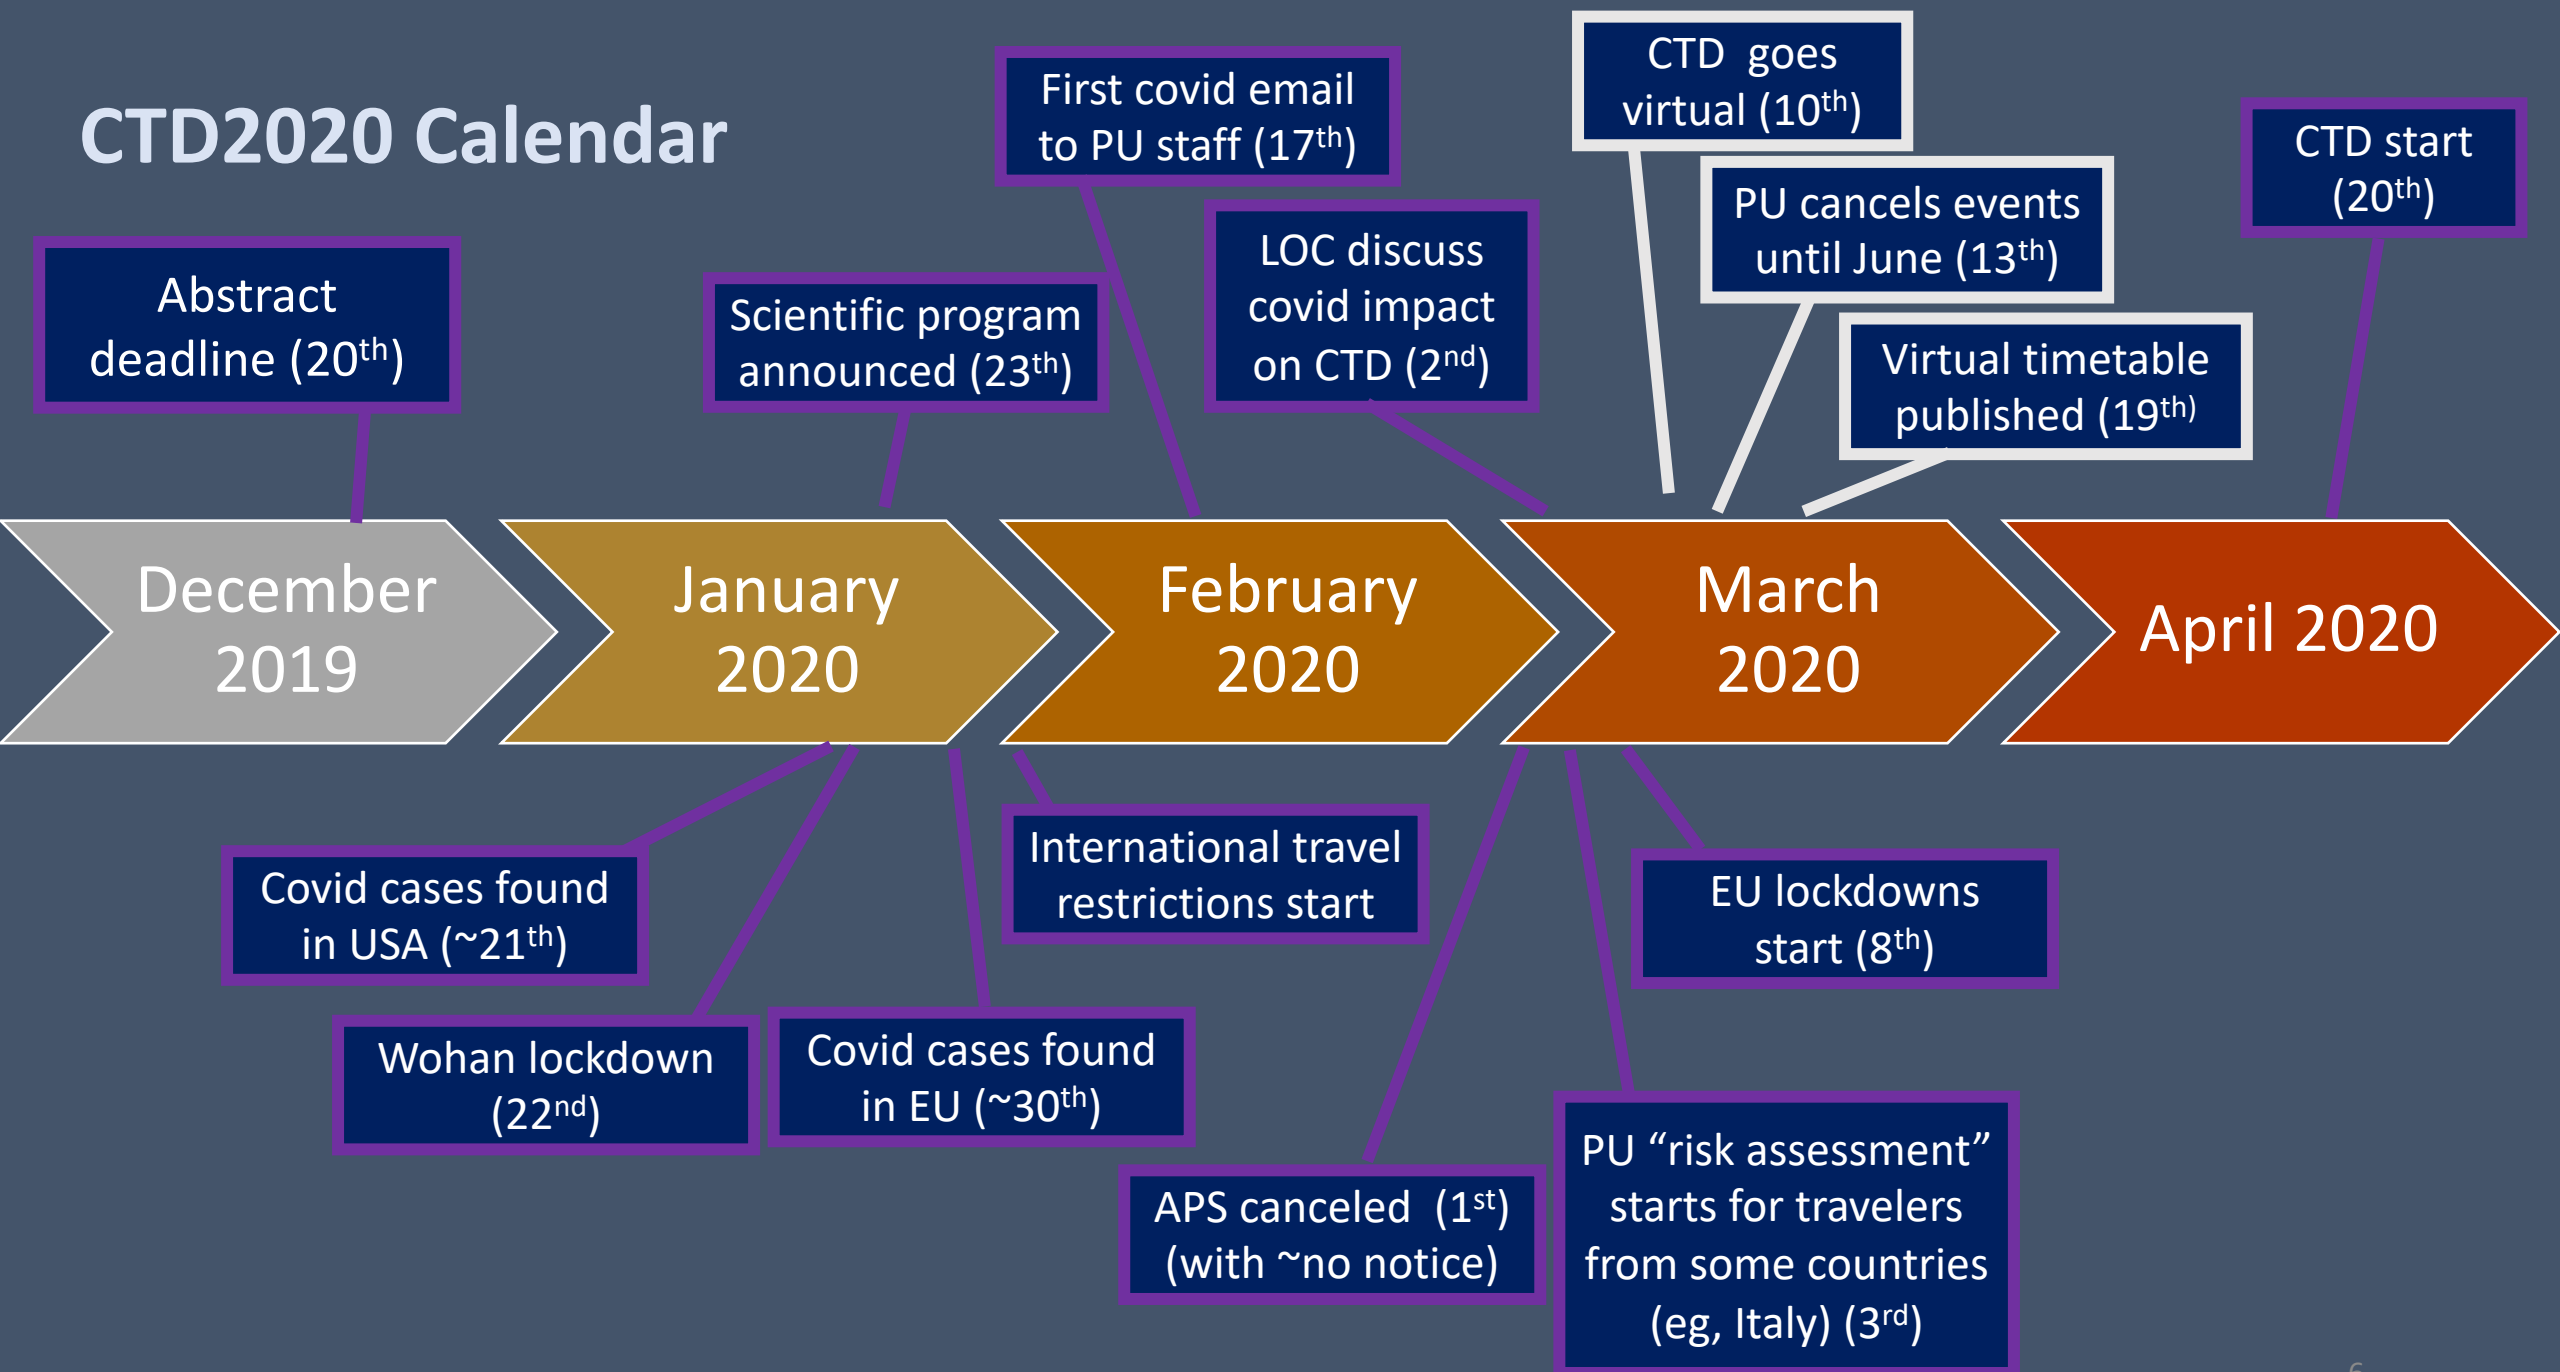 CTD2020 Calendar
Abstract
deadline (20th)
Scientific program
announced (23th)
First covid email
to PU staff (17th)
LOC discuss
covid impact
on CTD (2nd)
CTD  goes
virtual (10th)
PU cancels events
until June (13th)
Virtual timetable
published (19th)
CTD start
(20th)
December
2019
January
2020
February
2020
March
2020
April 2020
Covid cases found
in USA (~21th)
Wohan lockdown
(22nd)
Covid cases found
in EU (~30th)
International travel
restrictions start
APS canceled  (1st)
(with ~no notice)
PU “risk assessment”
starts for travelers
from some countries
(eg, Italy) (3rd)
EU lockdowns
start (8th)